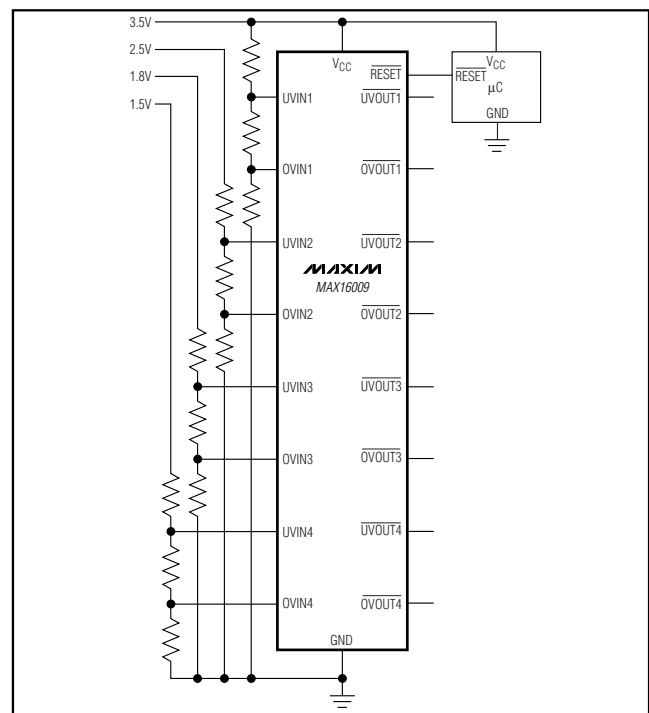 3.5V
2.5V
1.8V
1.5V
VCC
RESET
RESET
VCC
µC
GND
UVIN1
UVOUT1
OVIN1
OVOUT1
UVIN2
UVOUT2
MAXIM
MAX16009
OVIN2
OVOUT2
UVIN3
UVOUT3
OVIN3
OVOUT3
UVIN4
UVOUT4
OVIN4
OVOUT4
GND